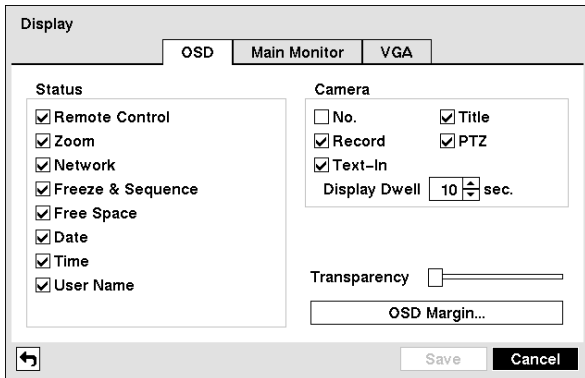 Display
OSD Main Monitor VGA
Status
Remote Control
Zoom
Network
Freeze & Sequence
Free Space
Date
Time
User Name
Camera
No. Title
Record PTZ
Text-In
Display Dwell 10 sec.
Transparency
OSD Margin...
Save Cancel